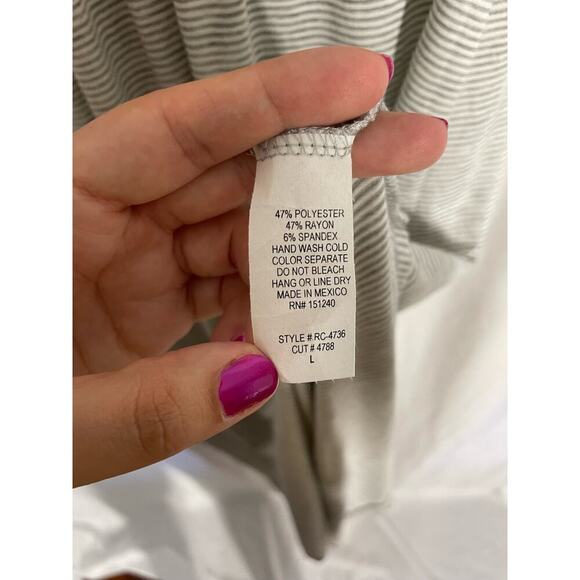 47% POLYESTER
47% RAYON
6% SPANDEX
HAND WASH COLD
COLOR SEPARATE
DO NOT BLEACH
HANG OR LINE DRY
MADE IN MEXICO
RN# 151240
STYLE # RC-4736
CUT # 4788
L